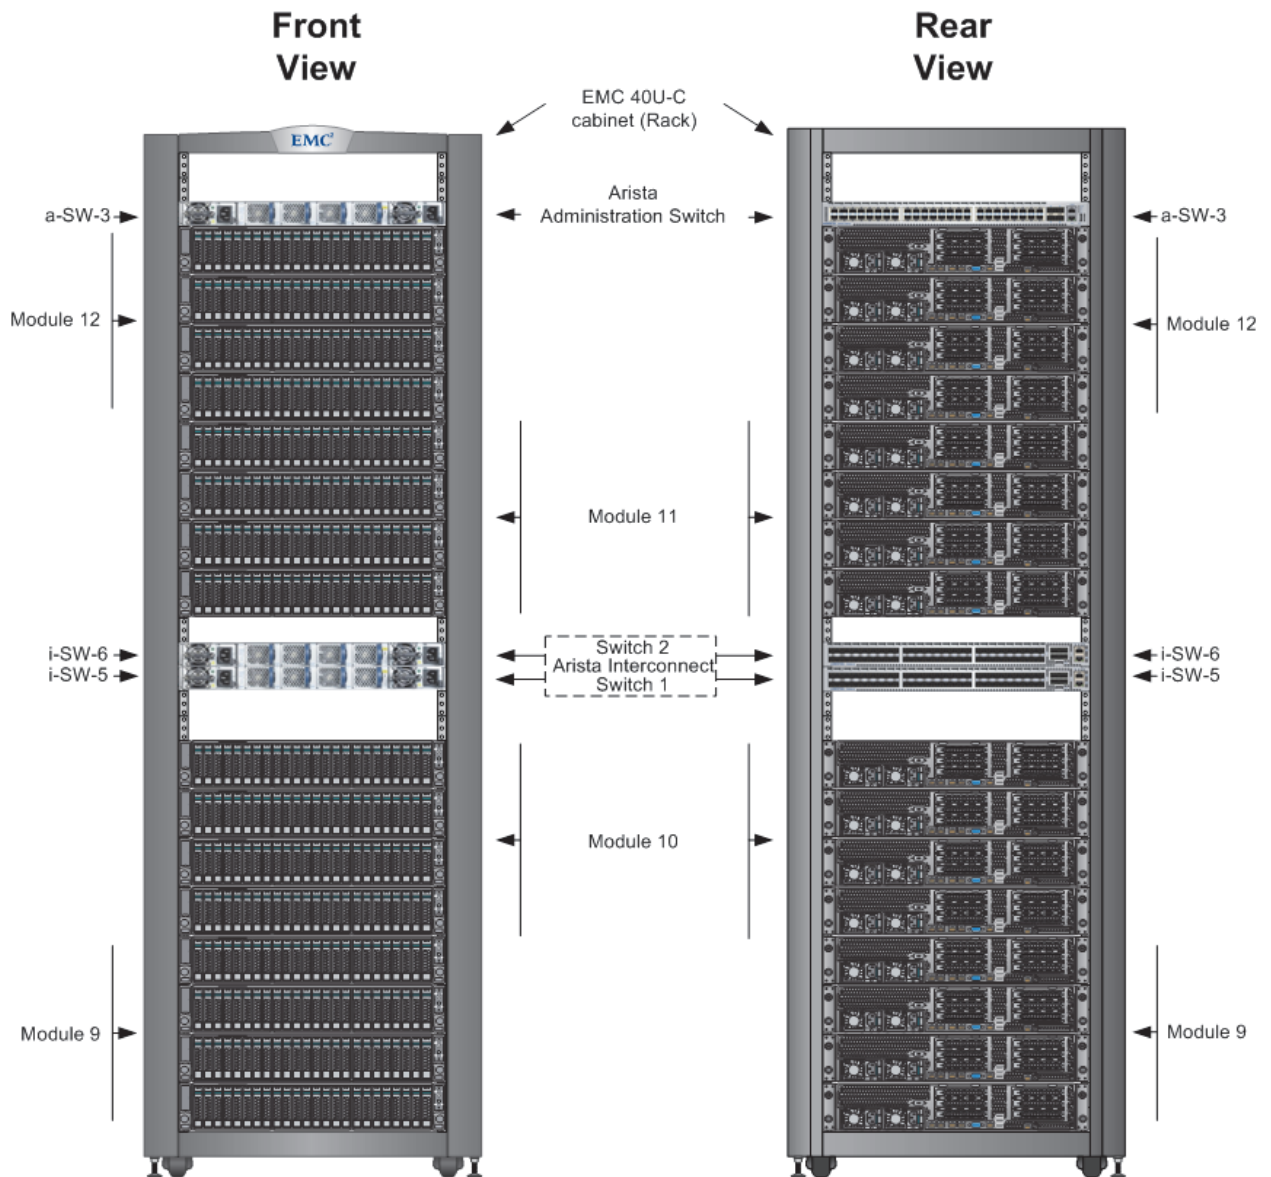 Front
View
Rear
View
EMC 40U-C
cabinet (Rack)
EMC²
a-SW-3
Arista
Administration Switch
a-SW-3
Module 12
Module 12
Module 11
i-SW-6
i-SW-5
Switch 2
Arista Interconnect
Switch 1
i-SW-6
i-SW-5
Module 10
Module 9
Module 9